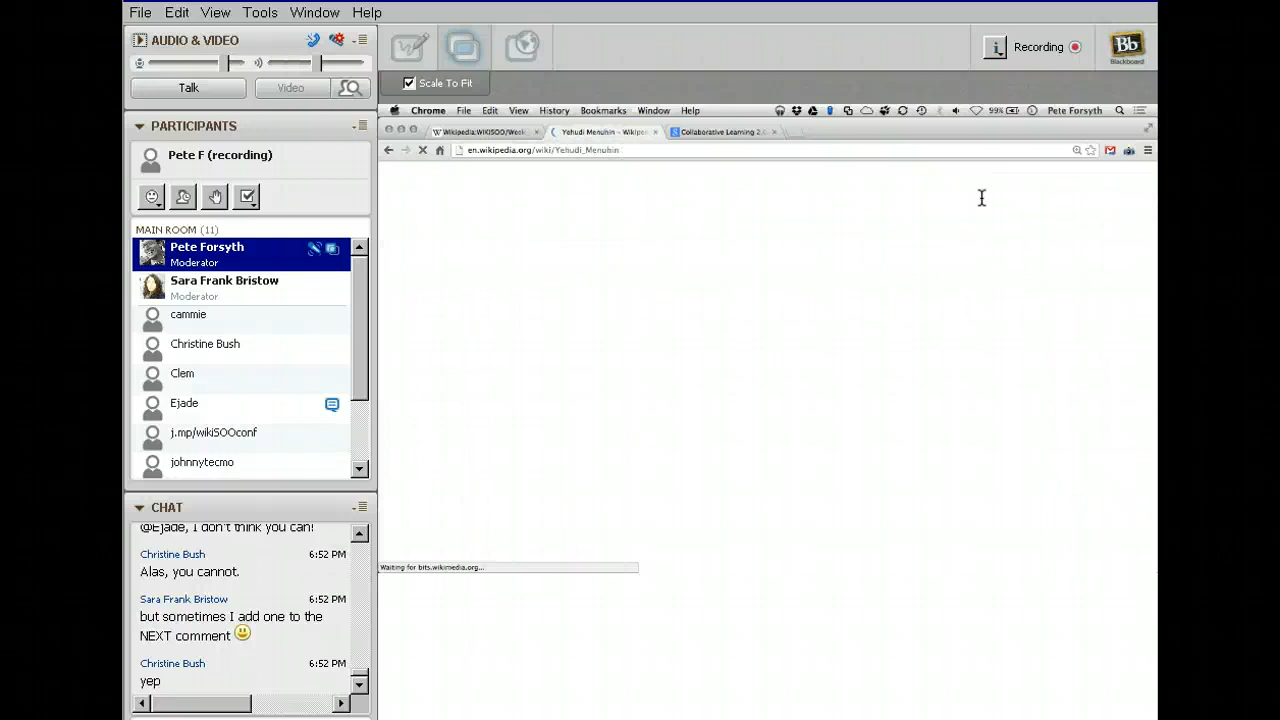 File Edit View Tools Window Help
AUDIO & VIDEO
Talk Video
PARTICIPANTS
Pete F (recording)
MAIN ROOM (11)
Pete Forsyth
Moderator
Sara Frank Bristow
Moderator
cammie
Christine Bush
Clem
Ejade
j.mp/wikiSOOconf
johnnytecmo
CHAT
@Ejade, I don't think you can!
Christine Bush 6:52 PM
Alas, you cannot.
Sara Frank Bristow 6:52 PM
but sometimes I add one to the
NEXT comment
Christine Bush 6:52 PM
yep
Recording
Bb
Blackboard
Scale To Fit
Chrome File Edit View History Bookmarks Window Help 99% Pete Forsyth
Wikipedia:WIKISOO/Week Yehudi Menuhin – Wikipe Collaborative Learning 2.0
en.wikipedia.org/wiki/Yehudi_Menuhin
Waiting for bits.wikimedia.org...